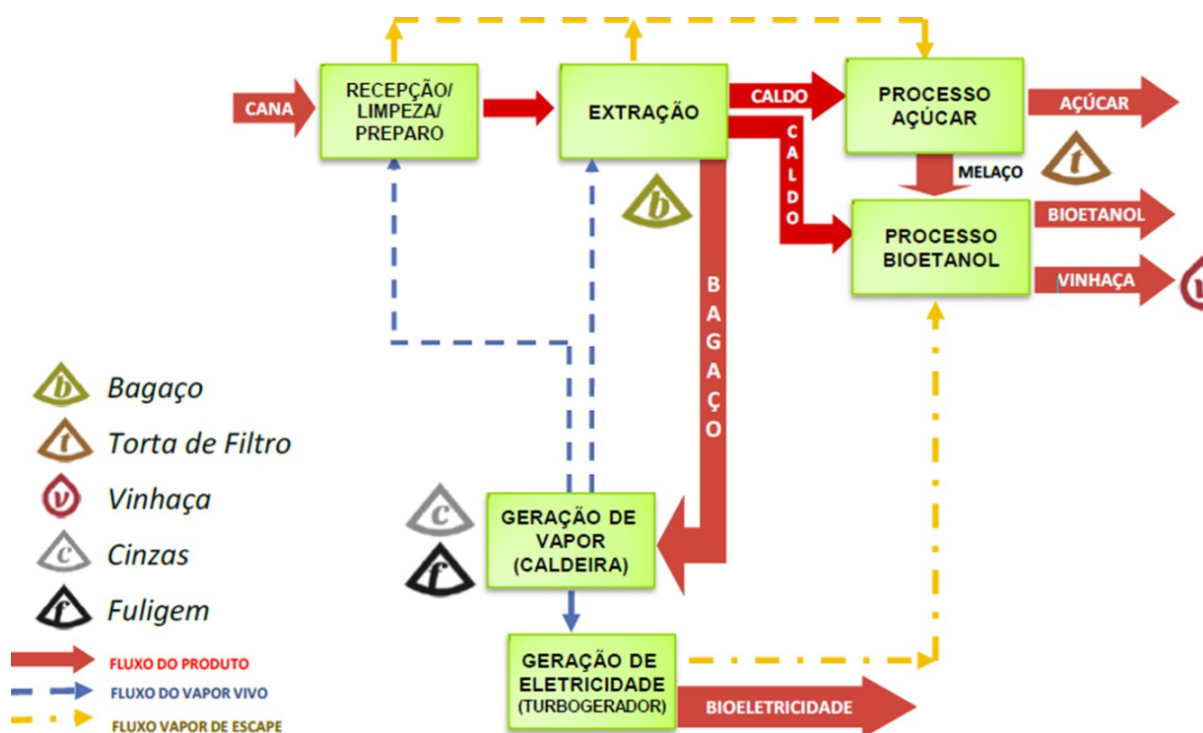 CANA
RECEPÇÃO/
LIMPEZA/
PREPARO
EXTRAÇÃO
CALDO
PROCESSO
AÇÚCAR
AÇÚCAR
CALDO
MELAÇO
t
b
PROCESSO
BIOETANOL
BIOETANOL
VINHAÇA
v
BAGAÇO
b Bagaço
t Torta de Filtro
v Vinhaça
c Cinzas
f Fuligem
c
f
GERAÇÃO DE
VAPOR
(CALDEIRA)
GERAÇÃO DE
ELETRICIDADE
(TURBOGERADOR)
BIOELETRICIDADE
FLUXO DO PRODUTO
FLUXO DO VAPOR VIVO
FLUXO VAPOR DE ESCAPE